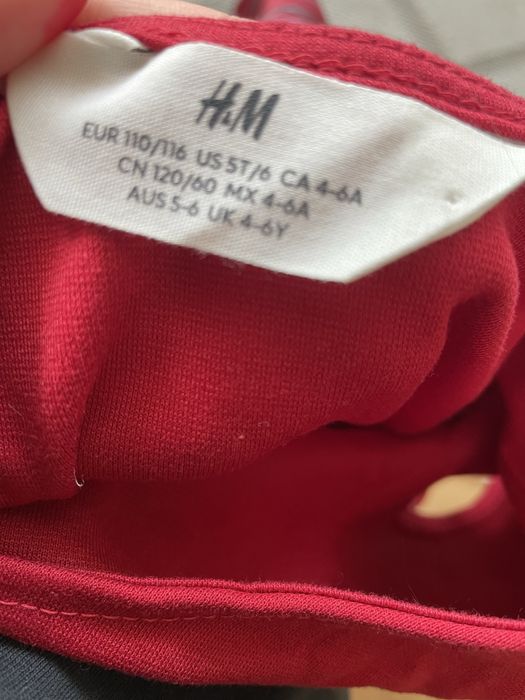 H&M
EUR 110/116 US 5T/6 CA 4-6A
CN 120/60 MX 4-6A
AUS 5-6 UK 4-6Y